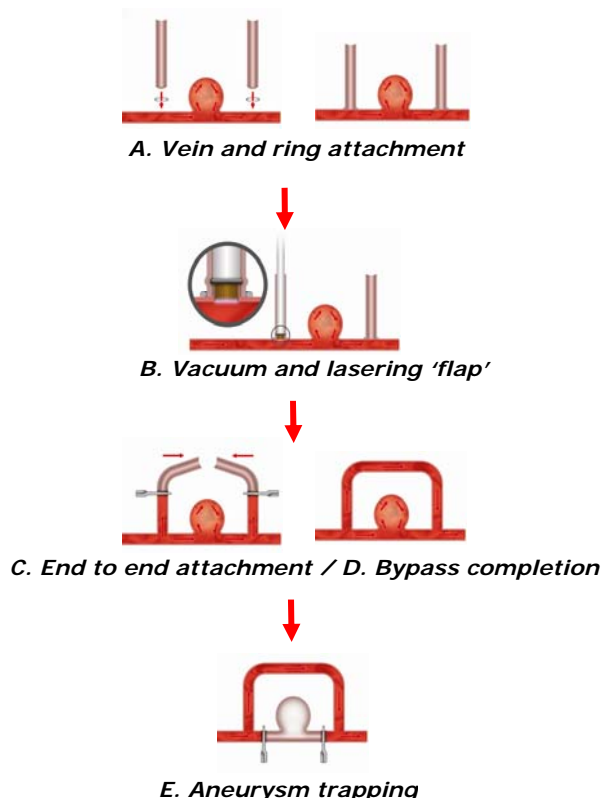 A. Vein and ring attachment
B. Vacuum and lasering ‘flap’
C. End to end attachment / D. Bypass completion
E. Aneurysm trapping